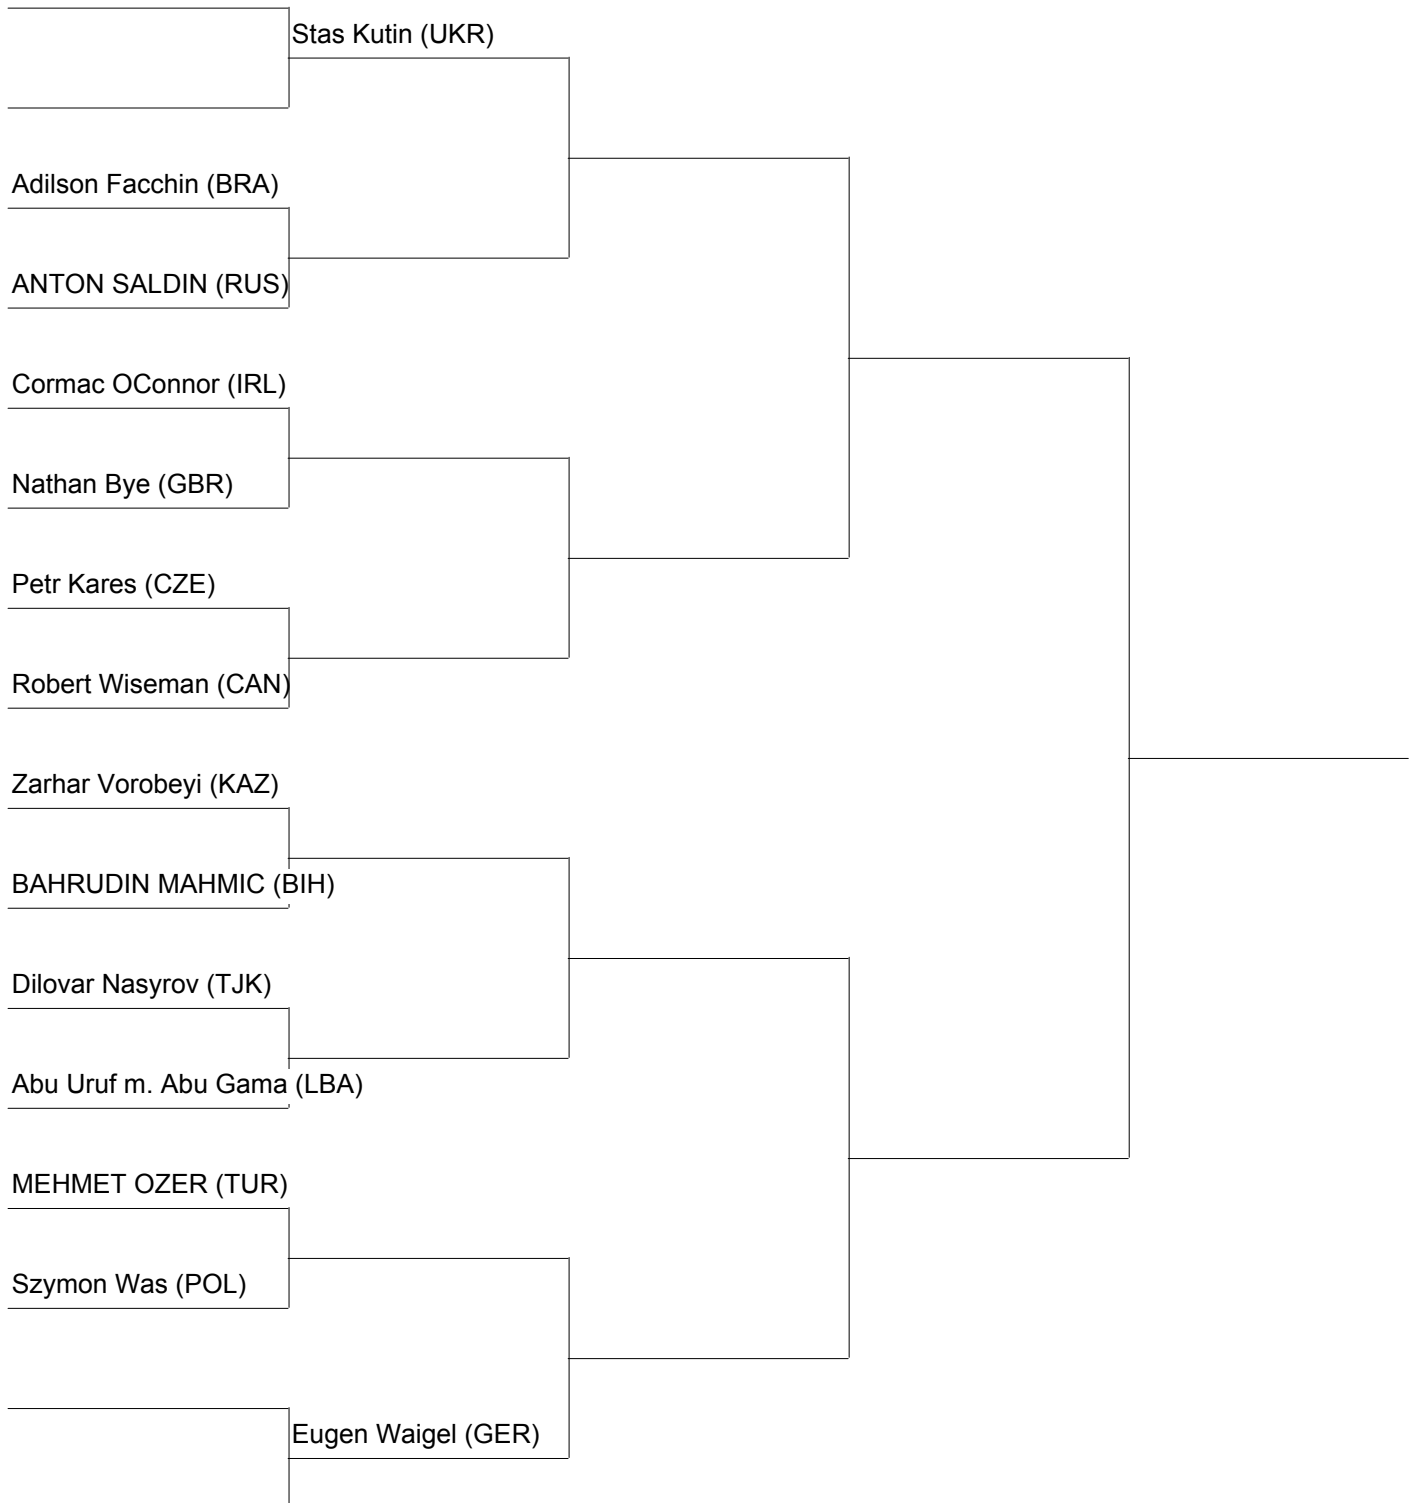 Stas Kutin (UKR)
Adilson Facchin (BRA)
ANTON SALDIN (RUS)
Cormac OConnor (IRL)
Nathan Bye (GBR)
Petr Kares (CZE)
Robert Wiseman (CAN)
Zarhar Vorobeyi (KAZ)
BAHRUDIN MAHMIC (BIH)
Dilovar Nasyrov (TJK)
Abu Uruf m. Abu Gama (LBA)
MEHMET OZER (TUR)
Szymon Was (POL)
Eugen Waigel (GER)